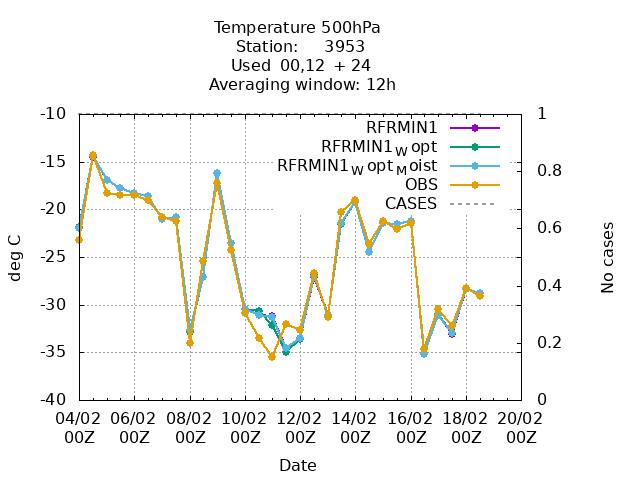 Temperature 500hPa
Station: 3953
Used 00,12 + 24
Averaging window: 12h
-10
-15
-20
-25
-30
-35
-40
1
0.8
0.6
0.4
0.2
0
RFRMIN1
RFRMIN1_W opt
RFRMIN1_W opt_M oist
OBS
CASES
deg C
No cases
04/02 06/02 08/02 10/02 12/02 14/02 16/02 18/02 20/02
00Z 00Z 00Z 00Z 00Z 00Z 00Z 00Z 00Z
Date